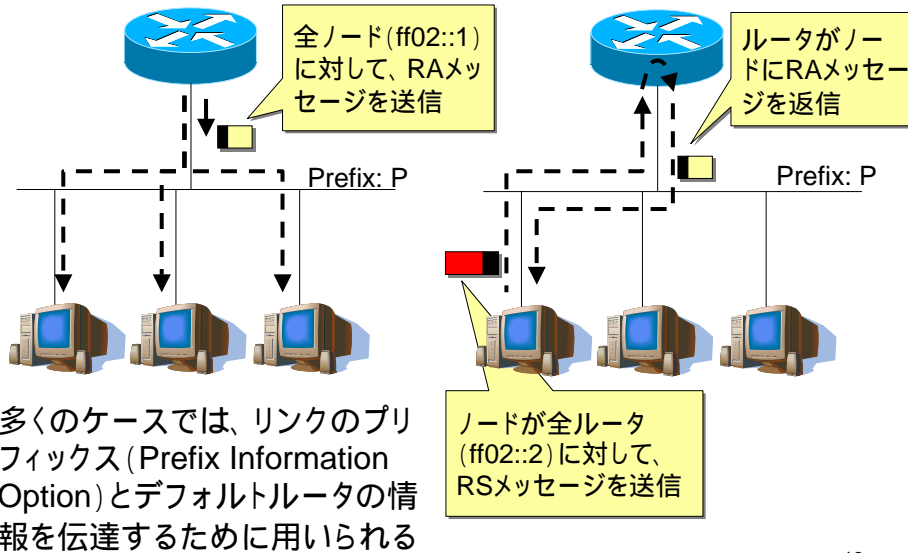 全ノード(ff02::1)
に対して、RAメッ
セージを送信
ルータがノー
ドにRAメッセー
ジを返信
Prefix: P
Prefix: P
多くのケースでは、リンクのプリ
フィックス(Prefix Information
Option)とデフォルトルータの情
報を伝達するために用いられる
ノードが全ルータ
(ff02::2)に対して、
RSメッセージを送信